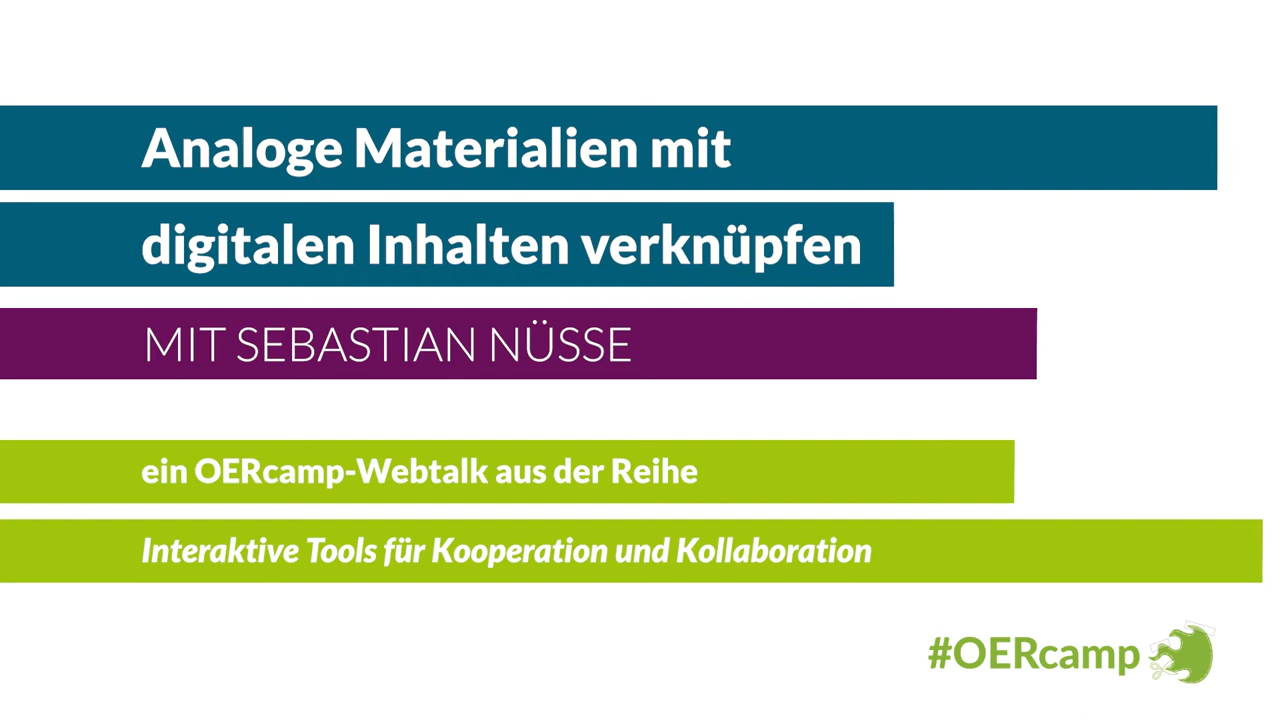 Analoge Materialien mit
digitalen Inhalten verknüpfen
MIT SEBASTIAN NÜSSE
ein OERcamp-Webtalk aus der Reihe
Interaktive Tools für Kooperation und Kollaboration
#OERcamp